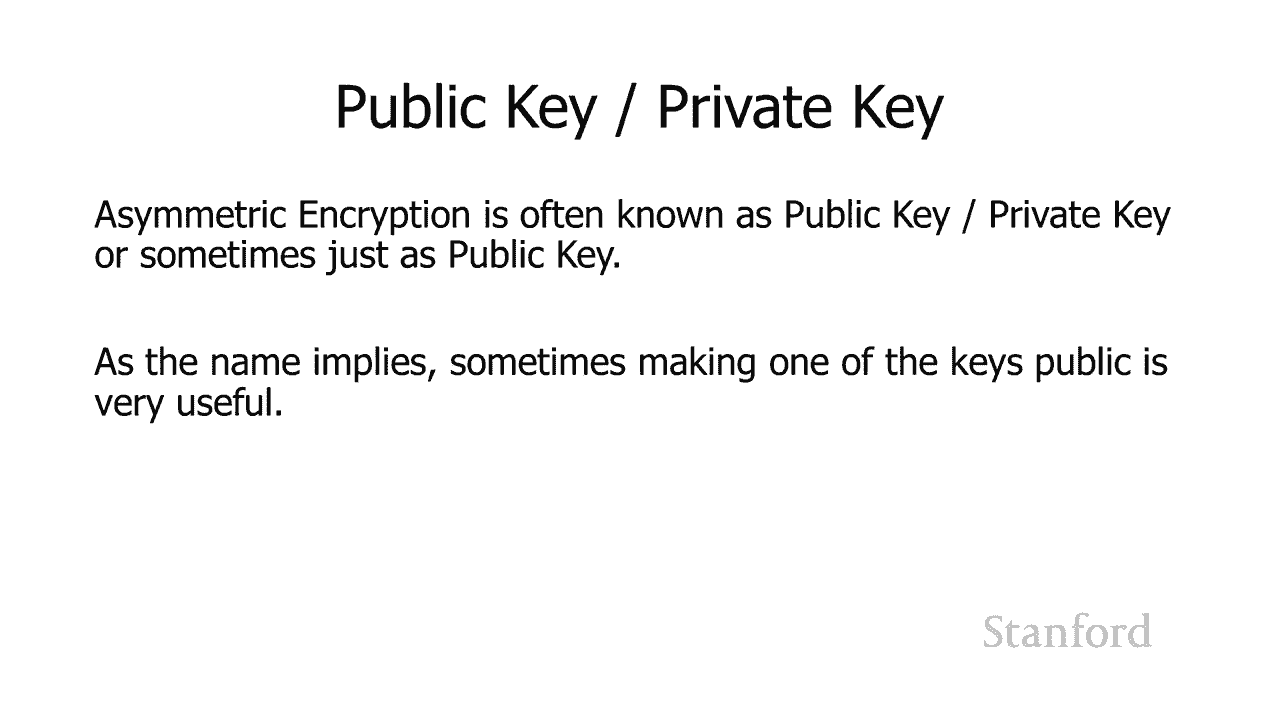 Public Key / Private Key
Asymmetric Encryption is often known as Public Key / Private Key
or sometimes just as Public Key.
As the name implies, sometimes making one of the keys public is
very useful.
Stanford